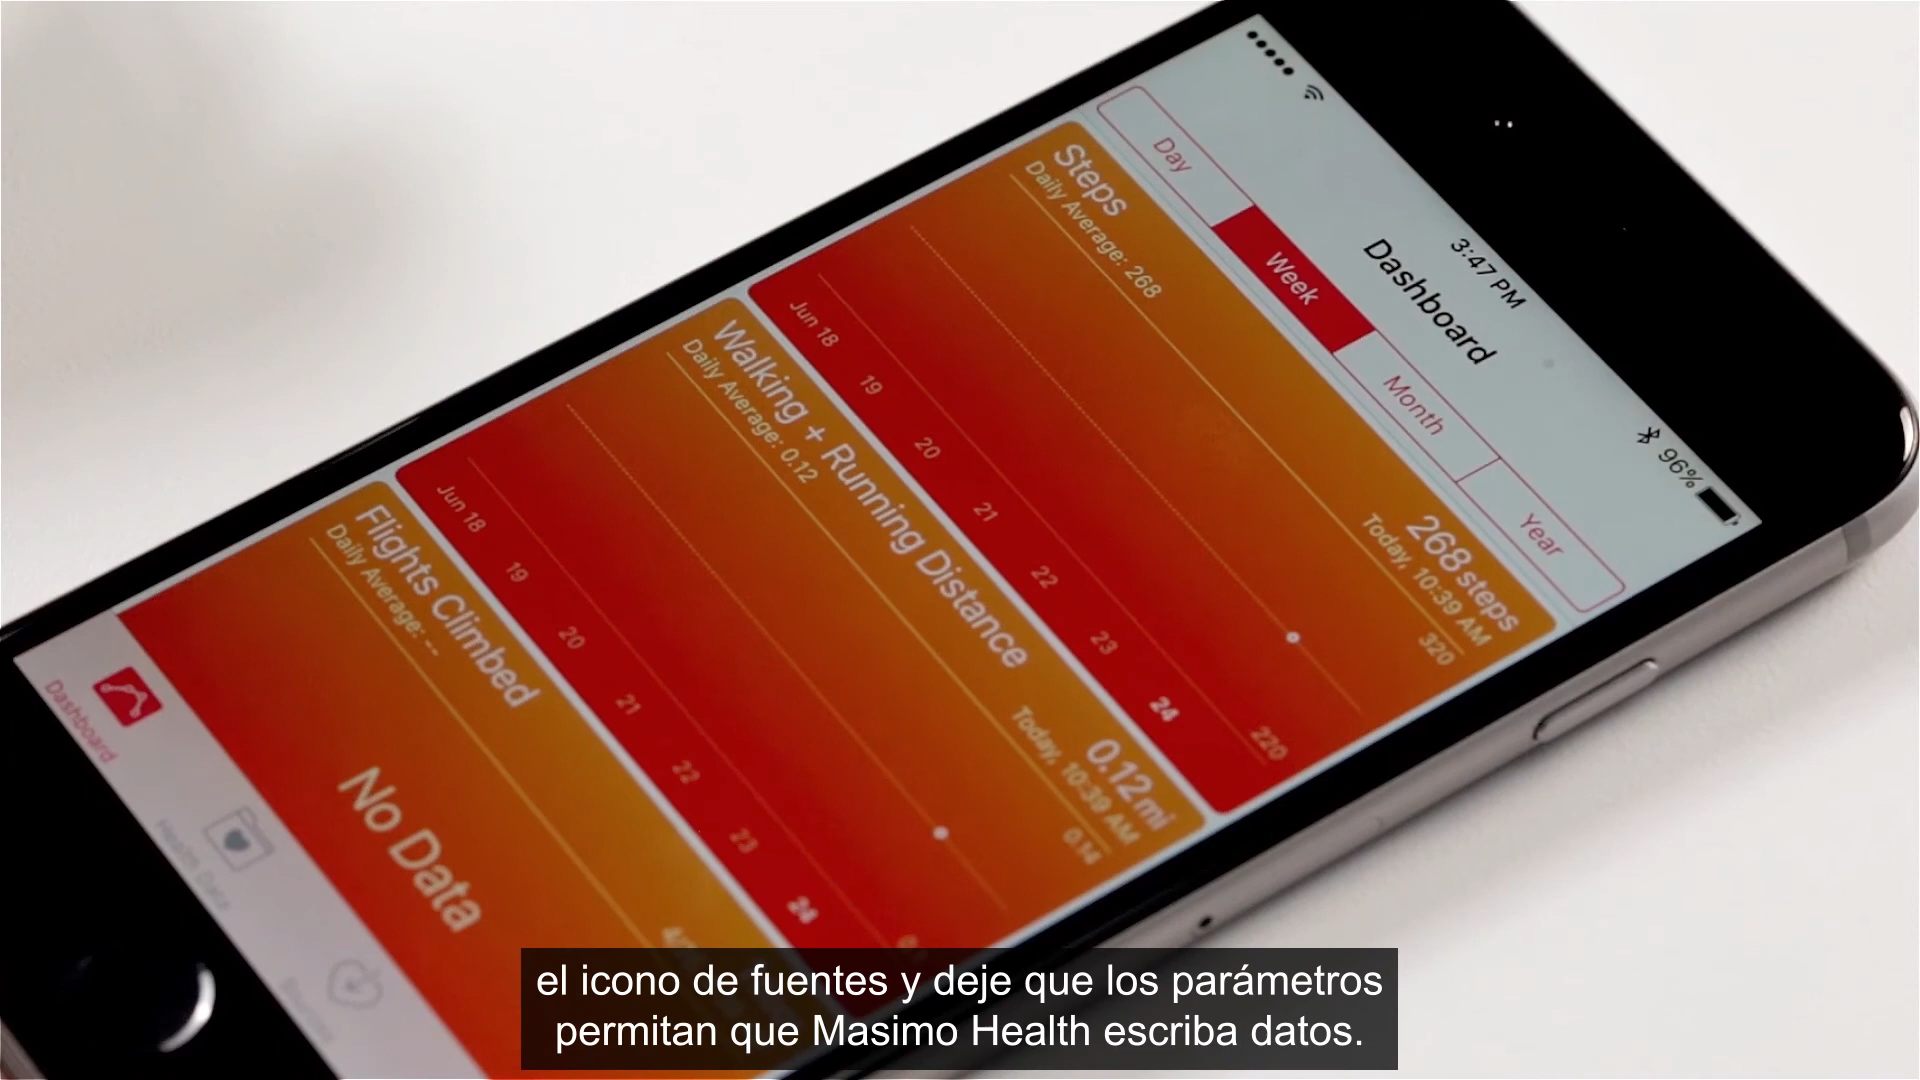 3:47 PM
96%
Dashboard
Day
Week
Month
Year
Steps
268 steps
Daily Average: 268
Today, 10:39 AM
320
220
Jun 18
19
20
21
22
23
24
Walking + Running Distance
0.12 mi
Daily Average: 0.12
Today, 10:39 AM
0.14
Jun 18
19
20
21
22
23
24
Flights Climbed
Daily Average: --
No Data
Dashboard
Health Data
Sources
el icono de fuentes y deje que los parámetros
permitan que Masimo Health escriba datos.